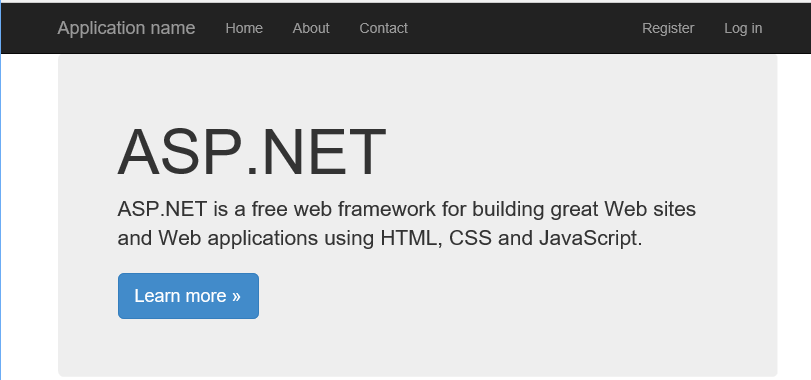 Application name Home About Contact Register Log in
ASP.NET
ASP.NET is a free web framework for building great Web sites
and Web applications using HTML, CSS and JavaScript.
Learn more »